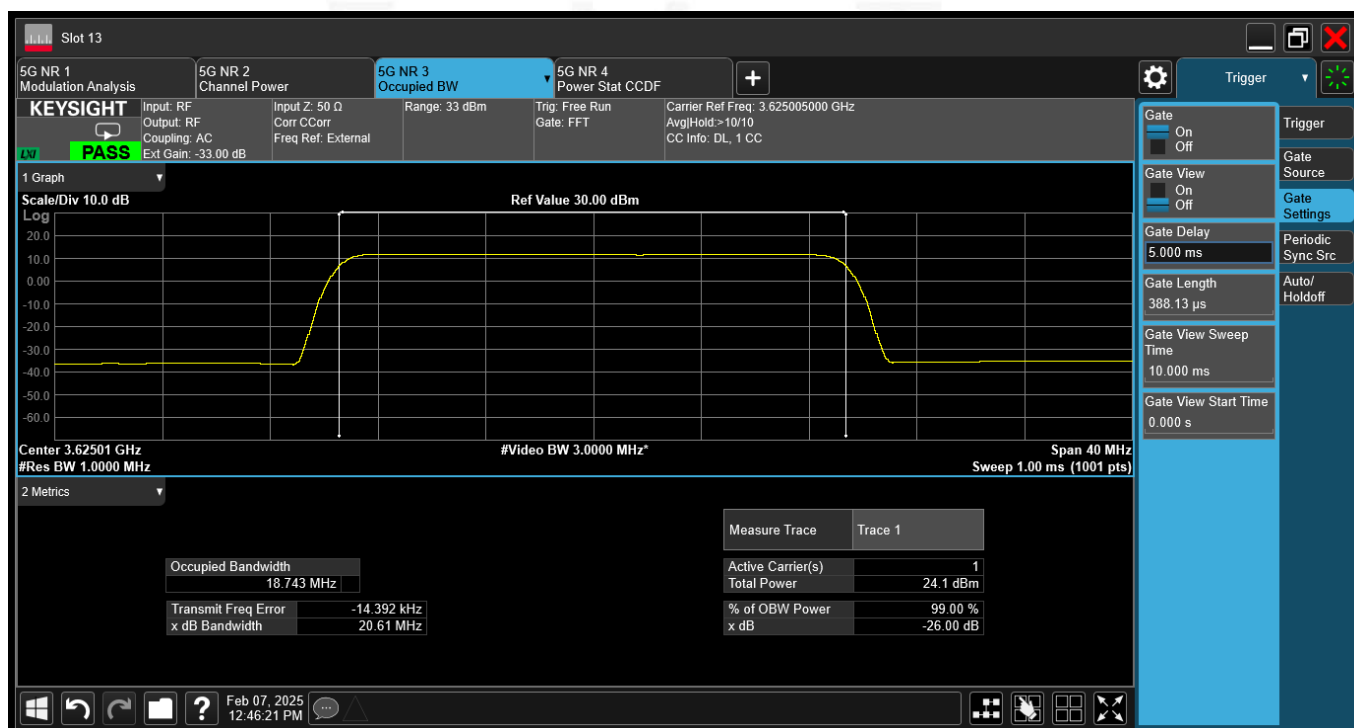 Slot 13
5G NR 1
Modulation Analysis
5G NR 2
Channel Power
5G NR 3
Occupied BW
5G NR 4
Power Stat CCDF
+
Trigger
KEYSIGHT
LXI
PASS
Input: RF
Output: RF
Coupling: AC
Ext Gain: -33.00 dB
Input Z: 50 Ω
Corr CCorr
Freq Ref: External
Range: 33 dBm
Trig: Free Run
Gate: FFT
Carrier Ref Freq: 3.625005000 GHz
Avg|Hold:>10/10
CC Info: DL, 1 CC
1 Graph
Scale/Div 10.0 dB
Ref Value 30.00 dBm
Log
20.0
10.0
0.00
-10.0
-20.0
-30.0
-40.0
-50.0
-60.0
Center 3.62501 GHz
#Video BW 3.0000 MHz*
Span 40 MHz
#Res BW 1.0000 MHz
Sweep 1.00 ms (1001 pts)
2 Metrics
Measure Trace Trace 1
Occupied Bandwidth
18.743 MHz
Active Carrier(s) 1
Total Power 24.1 dBm
Transmit Freq Error -14.392 kHz
x dB Bandwidth 20.61 MHz
% of OBW Power 99.00 %
x dB -26.00 dB
Gate
On
Off
Gate View
On
Off
Gate Delay
5.000 ms
Gate Length
388.13 µs
Gate View Sweep
Time
10.000 ms
Gate View Start Time
0.000 s
Trigger
Gate
Source
Gate
Settings
Periodic
Sync Src
Auto/
Holdoff
?
Feb 07, 2025
12:46:21 PM